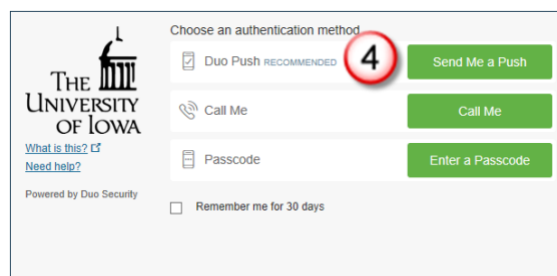 Choose an authentication method
Duo Push RECOMMENDED
4
Send Me a Push
THE
UNIVERSITY
OF IOWA
Call Me
Call Me
What is this?
Need help?
Passcode
Enter a Passcode
Powered by Duo Security
Remember me for 30 days